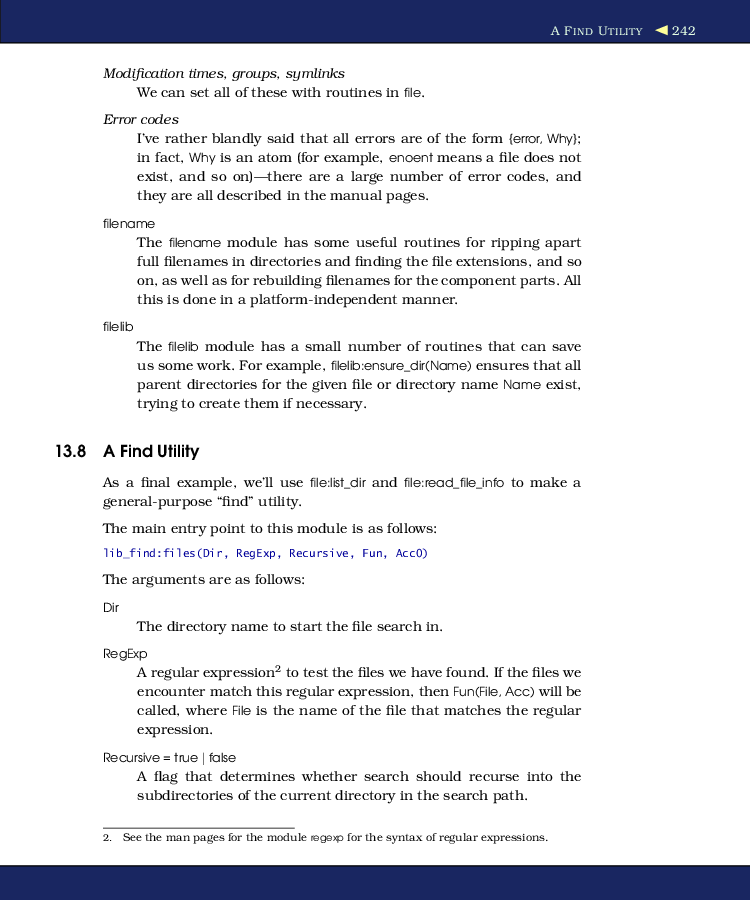 A FIND UTILITY ◀ 242
Modification times, groups, symlinks
We can set all of these with routines in file.
Error codes
I've rather blandly said that all errors are of the form {error, Why};
in fact, Why is an atom (for example, enoent means a file does not
exist, and so on)—there are a large number of error codes, and
they are all described in the manual pages.
filename
The filename module has some useful routines for ripping apart
full filenames in directories and finding the file extensions, and so
on, as well as for rebuilding filenames for the component parts. All
this is done in a platform-independent manner.
filelib
The filelib module has a small number of routines that can save
us some work. For example, filelib:ensure_dir(Name) ensures that all
parent directories for the given file or directory name Name exist,
trying to create them if necessary.
13.8 A Find Utility
As a final example, we'll use file:list_dir and file:read_file_info to make a
general-purpose “find” utility.
The main entry point to this module is as follows:
lib_find:files(Dir, RegExp, Recursive, Fun, Acc0)
The arguments are as follows:
Dir
The directory name to start the file search in.
RegExp
A regular expression2 to test the files we have found. If the files we
encounter match this regular expression, then Fun(File, Acc) will be
called, where File is the name of the file that matches the regular
expression.
Recursive = true | false
A flag that determines whether search should recurse into the
subdirectories of the current directory in the search path.
2. See the man pages for the module regexp for the syntax of regular expressions.